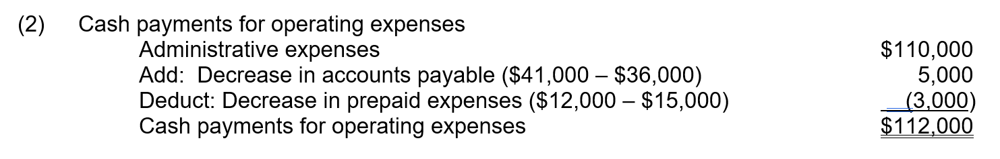 (2) Cash payments for operating expenses
Administrative expenses $110,000
Add: Decrease in accounts payable ($41,000 – $36,000) 5,000
Deduct: Decrease in prepaid expenses ($12,000 – $15,000) (3,000)
Cash payments for operating expenses $112,000